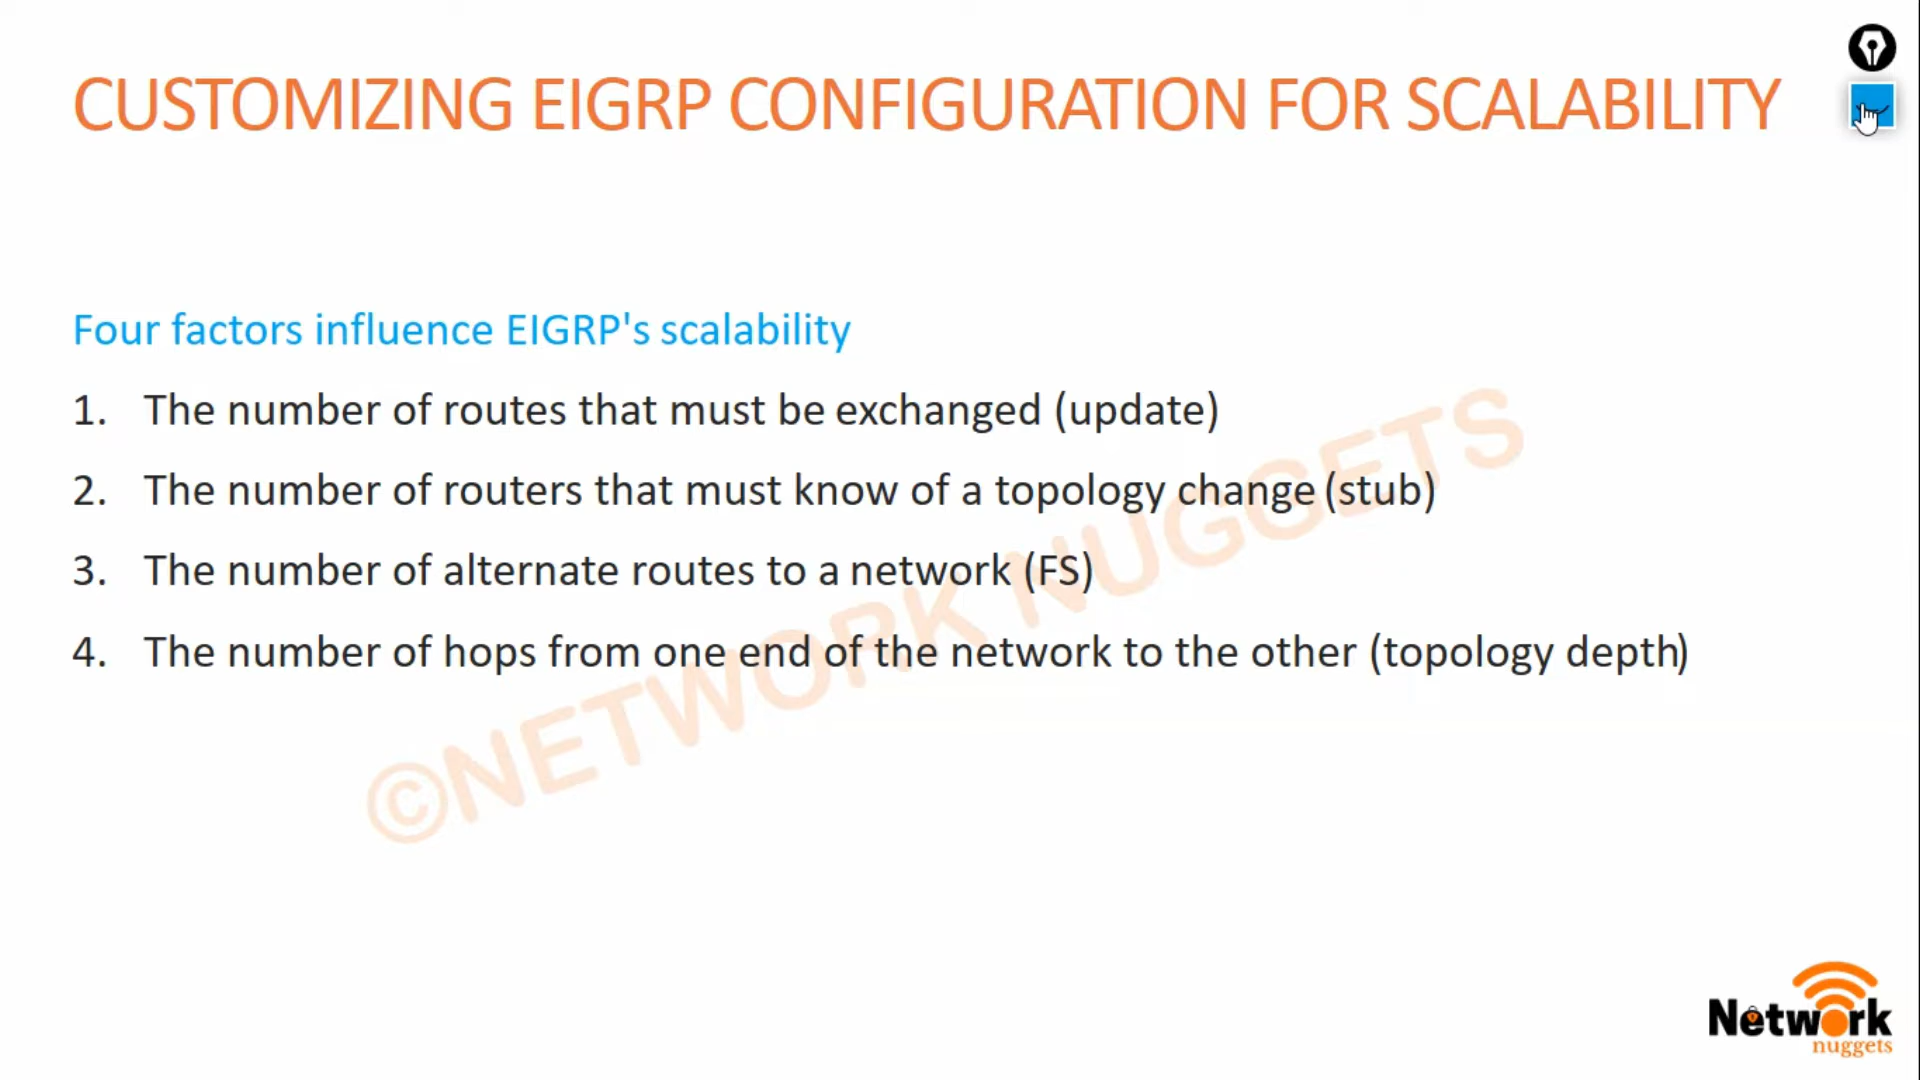 CUSTOMIZING EIGRP CONFIGURATION FOR SCALABILITY
Four factors influence EIGRP's scalability
1. The number of routes that must be exchanged (update)
2. The number of routers that must know of a topology change (stub)
3. The number of alternate routes to a network (FS)
4. The number of hops from one end of the network to the other (topology depth)
©NETWORK NUGGETS
Network
nuggets